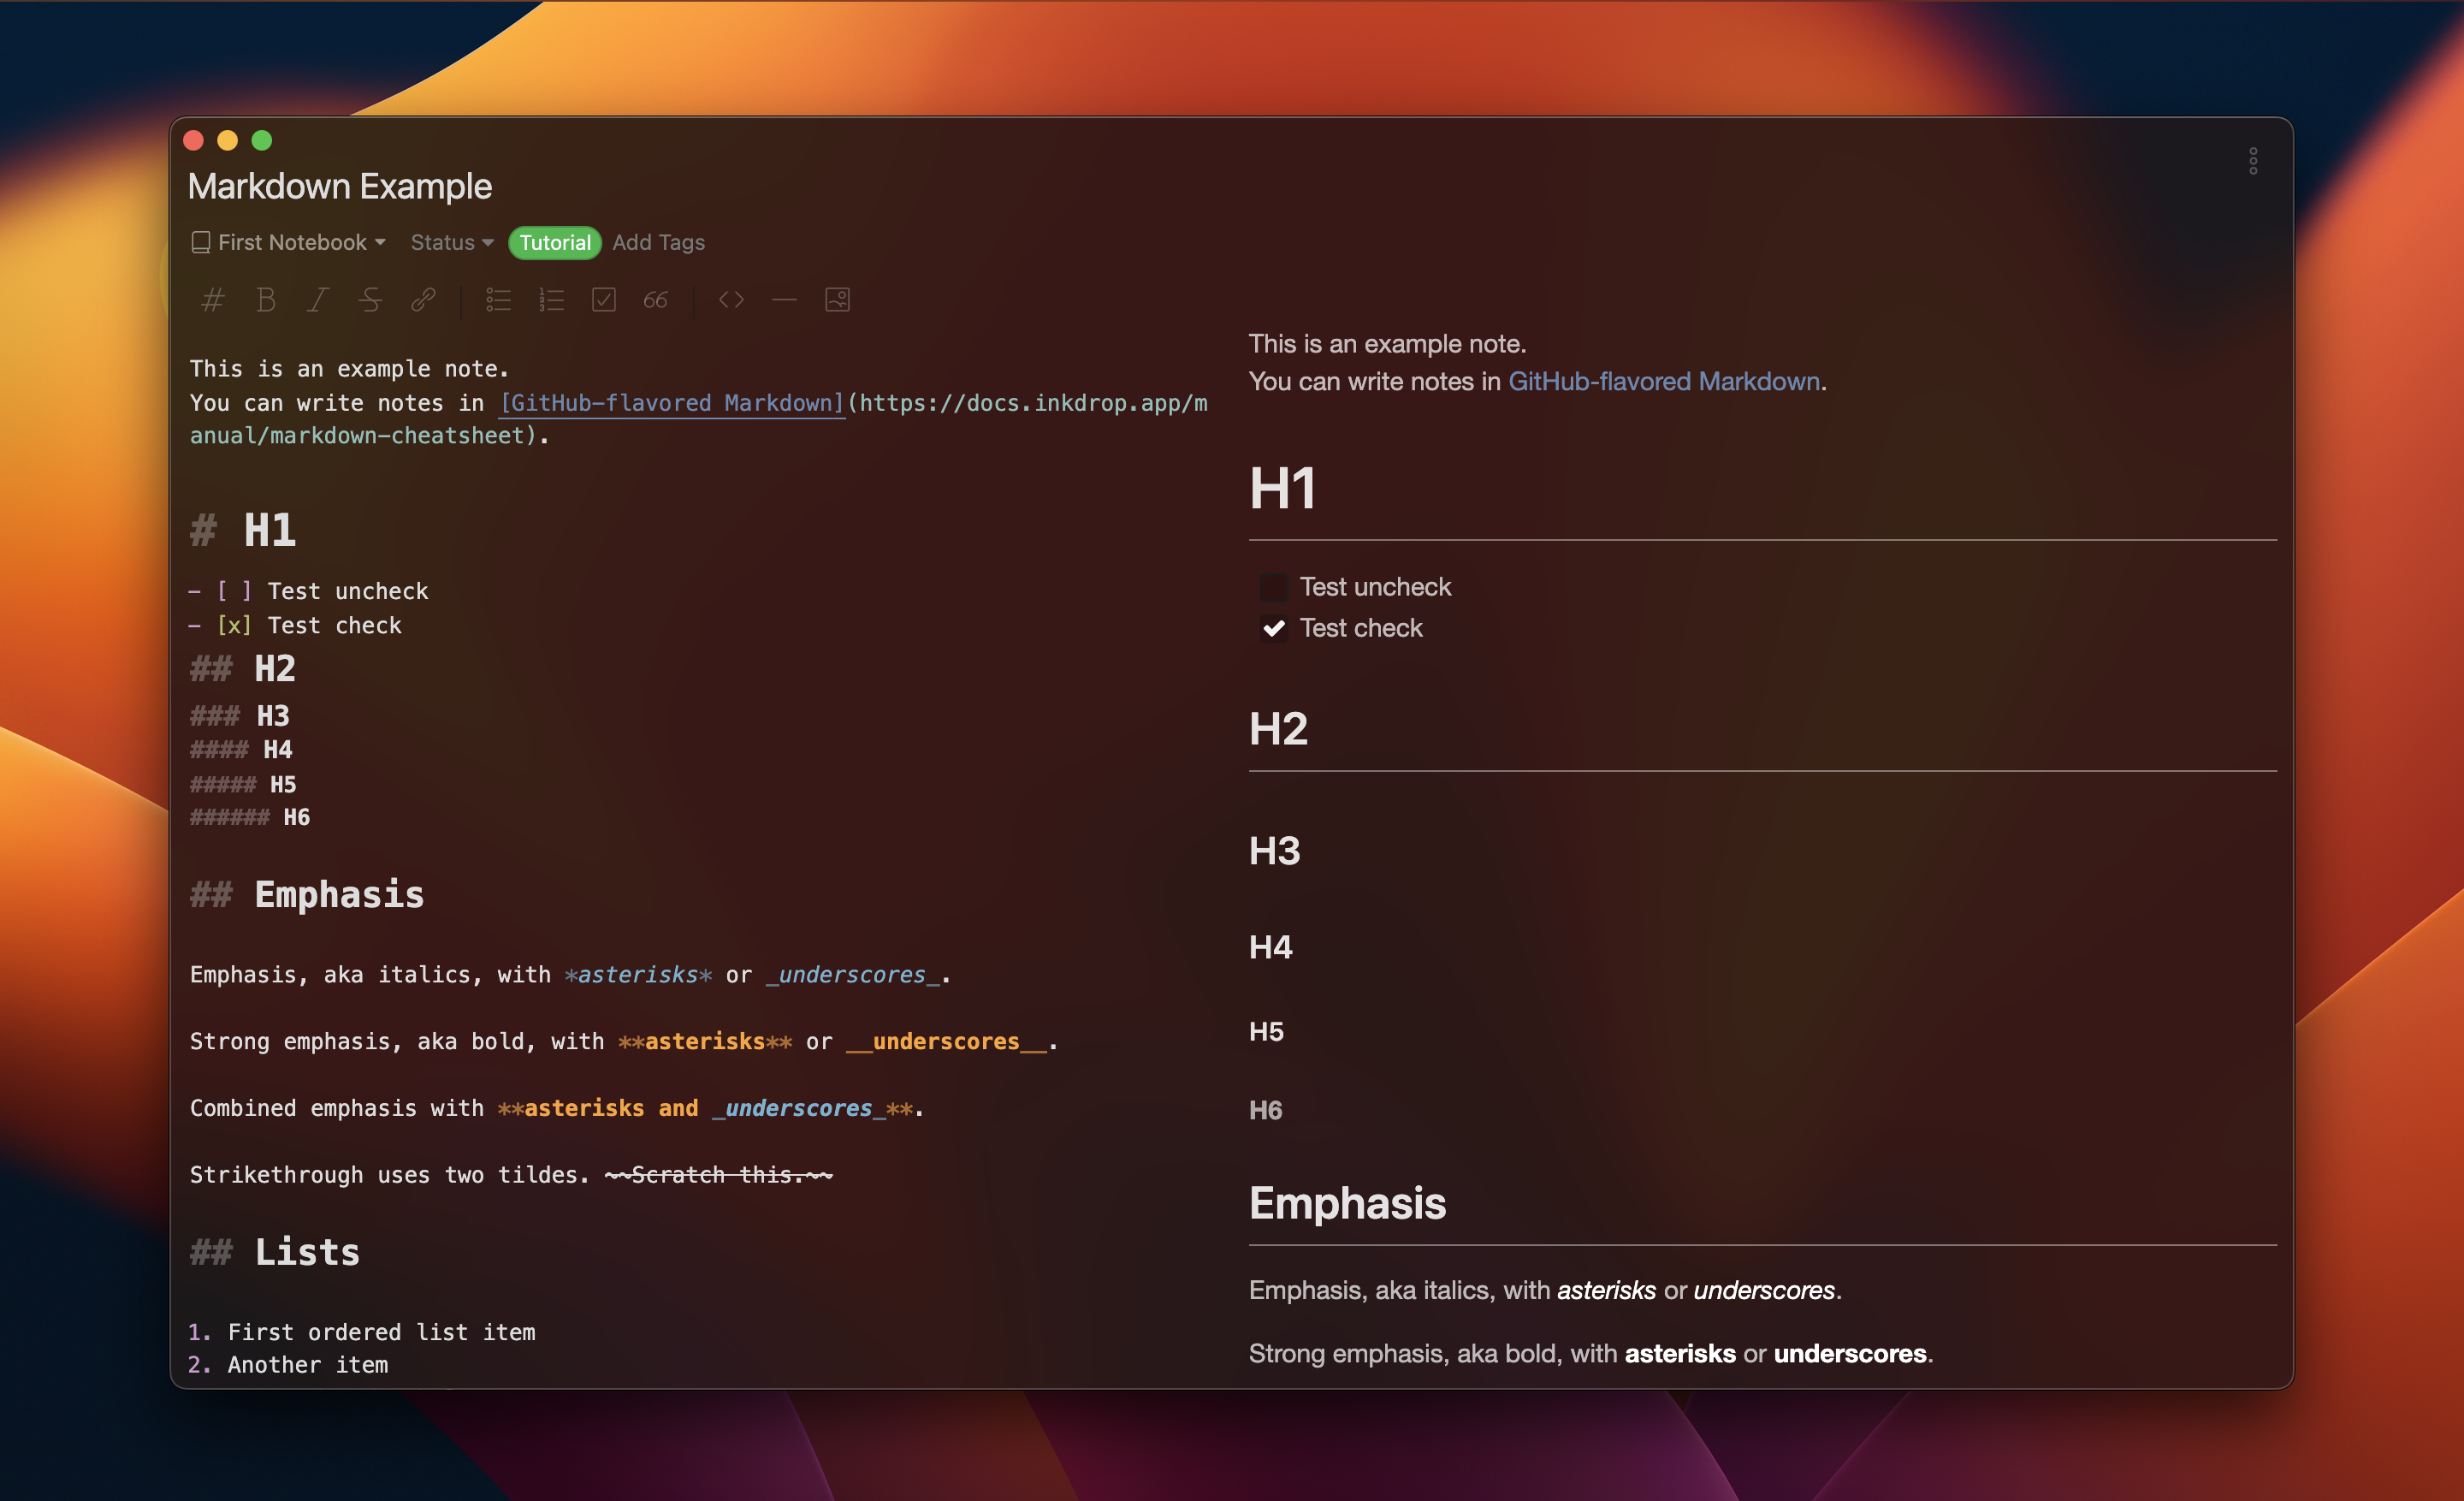 Markdown Example
First Notebook Status Tutorial Add Tags
This is an example note.
You can write notes in [GitHub-flavored Markdown](https://docs.inkdrop.app/m
anual/markdown-cheatsheet).
# H1
- [ ] Test uncheck
- [x] Test check
## H2
### H3
#### H4
##### H5
###### H6
## Emphasis
Emphasis, aka italics, with *asterisks* or _underscores_.
Strong emphasis, aka bold, with **asterisks** or __underscores__.
Combined emphasis with **asterisks and _underscores_**.
Strikethrough uses two tildes. ~~Scratch this.~~
## Lists
1. First ordered list item
2. Another item
This is an example note.
You can write notes in GitHub-flavored Markdown.
H1
Test uncheck
Test check
H2
H3
H4
H5
H6
Emphasis
Emphasis, aka italics, with asterisks or underscores.
Strong emphasis, aka bold, with asterisks or underscores.